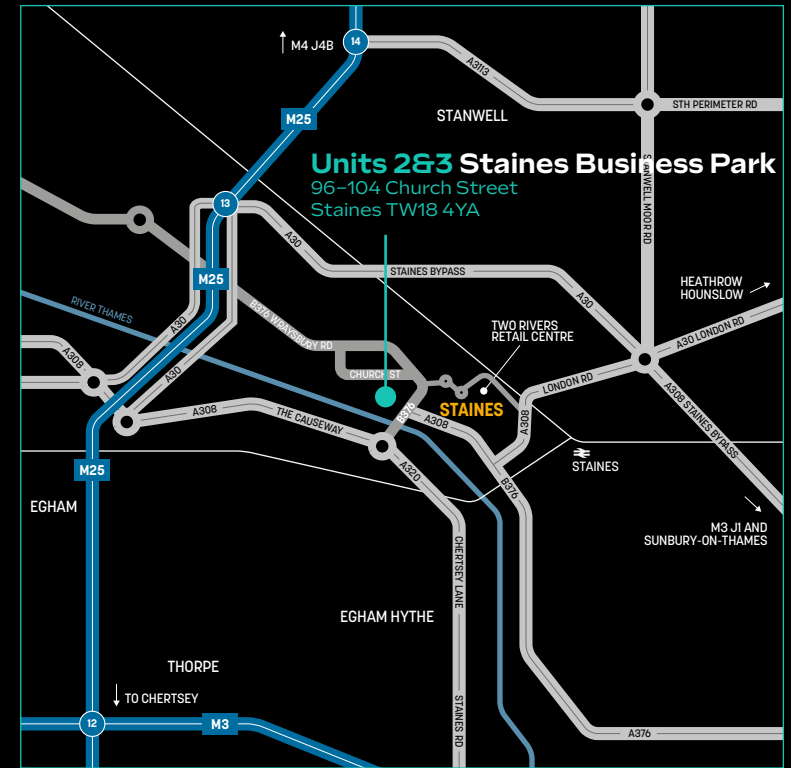 14
M4 J4B
A3113
STH PERIMETER RD
M25
STANWELL
Units 2&3 Staines Business Park
96–104 Church Street
Staines TW18 4YA
STANWELL MOOR RD
13
A30
M25
STAINES BYPASS
A30
HEATHROW
HOUNSLOW
RIVER THAMES
A30
B376 WRAYSBURY RD
TWO RIVERS
RETAIL CENTRE
A30 LONDON RD
A308
A30
CHURCH ST
LONDON RD
A308 STAINES BYPASS
A308
THE CAUSEWAY
B376
STAINES
A308
A308
A320
B376
STAINES
M25
EGHAM
M3 J1 AND
SUNBURY-ON-THAMES
CHERTSEY LANE
EGHAM HYTHE
THORPE
TO CHERTSEY
STAINES RD
12
M3
A376